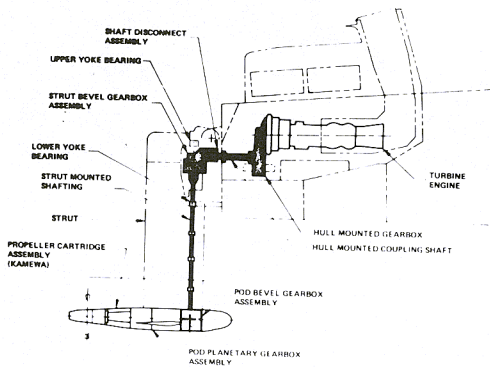 SHAFT DISCONNECT
ASSEMBLY
UPPER YOKE BEARING
STRUT BEVEL GEARBOX
ASSEMBLY
LOWER YOKE
BEARING
STRUT MOUNTED
SHAFTING
STRUT
PROPELLER CARTRIDGE
ASSEMBLY
(KAMEWA)
TURBINE
ENGINE
HULL MOUNTED GEARBOX
HULL MOUNTED COUPLING SHAFT
POD BEVEL GEARBOX
ASSEMBLY
3
POD PLANETARY GEARBOX
ASSEMBLY